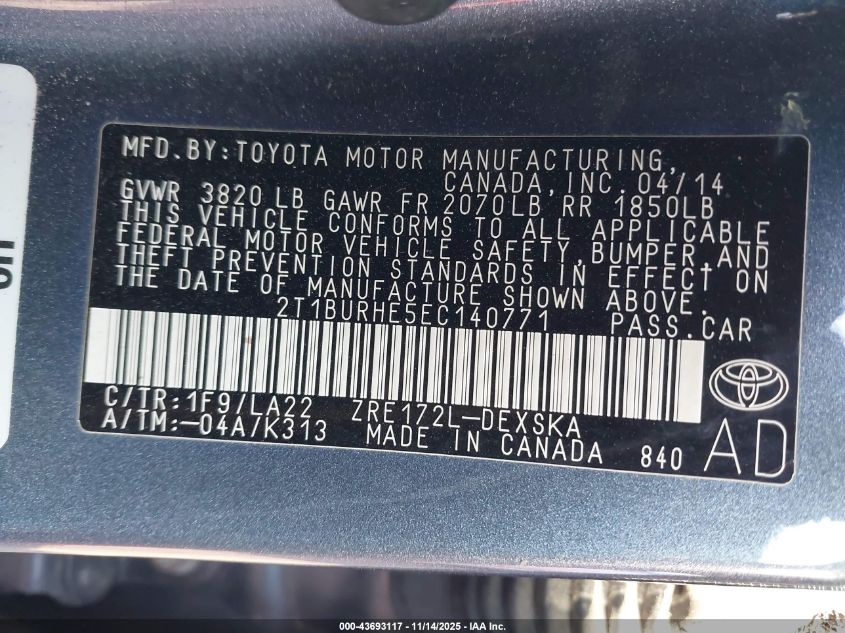 MFD.BY:TOYOTA MOTOR MANUFACTURING,
CANADA,INC.04/14
GVWR 3820LB GAWR FR 2070LB RR 1850LB
THIS VEHICLE CONFORMS TO ALL APPLICABLE
FEDERAL MOTOR VEHICLE SAFETY,BUMPER,AND
THEFT PREVENTION STANDARDS IN EFFECT ON
THE DATE OF MANUFACTURE SHOWN ABOVE.
2T1BURHE5EC140771 PASS.CAR
C/TR:1F9/LA22 ZRE172L-DEXSKA
A/TM:-04A/K313 MADE IN CANADA 840 AD
000-43693117 - 11/14/2025 - IAA Inc.